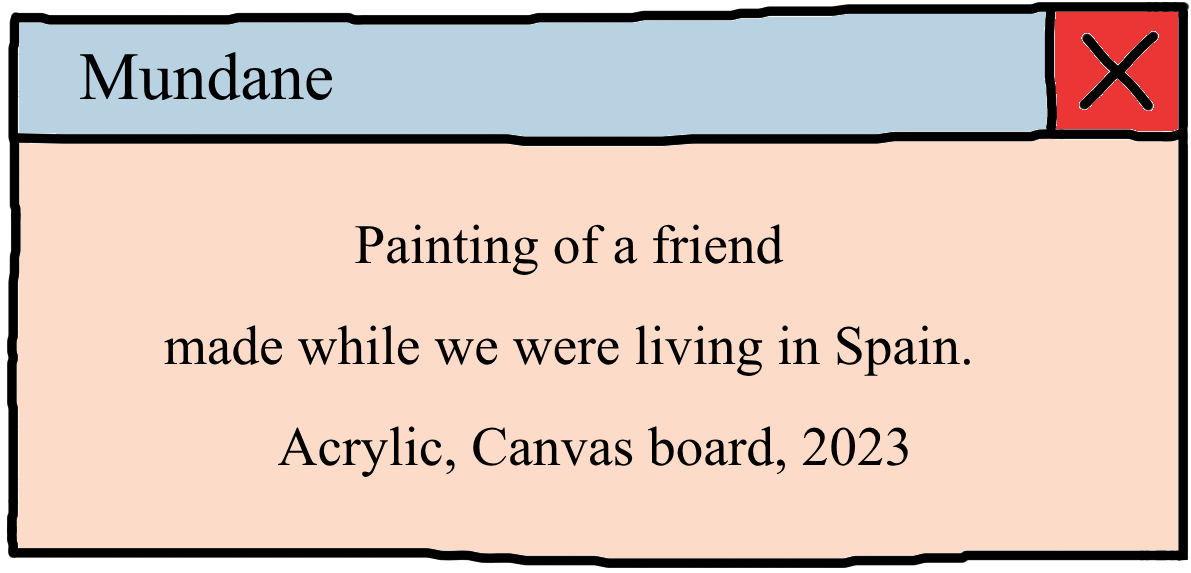 Mundane
Painting of a friend
made while we were living in Spain.
Acrylic, Canvas board, 2023